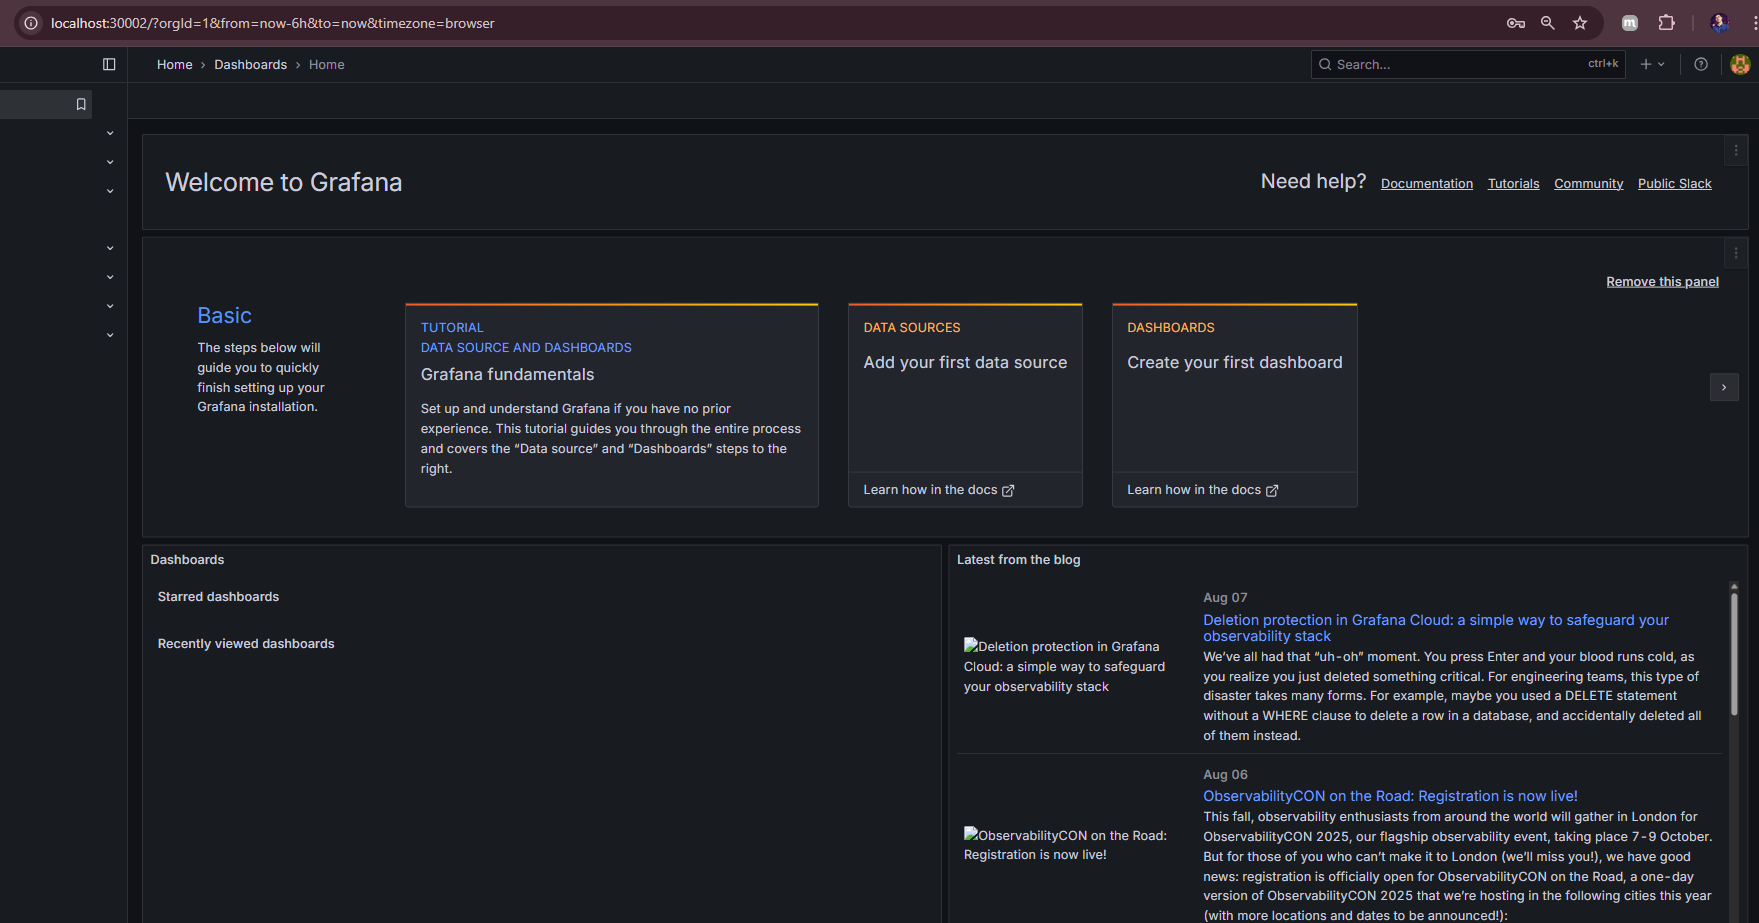 localhost:30002/?orgId=1&from=now-6h&to=now&timezone=browser
Home › Dashboards › Home
Search...
ctrl+k
Welcome to Grafana
Need help?
Documentation
Tutorials
Community
Public Slack
Remove this panel
Basic
The steps below will
guide you to quickly
finish setting up your
Grafana installation.
TUTORIAL
DATA SOURCE AND DASHBOARDS
Grafana fundamentals
Set up and understand Grafana if you have no prior
experience. This tutorial guides you through the entire process
and covers the “Data source” and “Dashboards” steps to the
right.
DATA SOURCES
Add your first data source
Learn how in the docs
DASHBOARDS
Create your first dashboard
Learn how in the docs
Dashboards
Starred dashboards
Recently viewed dashboards
Latest from the blog
Deletion protection in Grafana
Cloud: a simple way to safeguard
your observability stack
Aug 07
Deletion protection in Grafana Cloud: a simple way to safeguard your
observability stack
We’ve all had that “uh-oh” moment. You press Enter and your blood runs cold, as
you realize you just deleted something critical. For engineering teams, this type of
disaster takes many forms. For example, maybe you used a DELETE statement
without a WHERE clause to delete a row in a database, and accidentally deleted all
of them instead.
ObservabilityCON on the Road:
Registration is now live!
Aug 06
ObservabilityCON on the Road: Registration is now live!
This fall, observability enthusiasts from around the world will gather in London for
ObservabilityCON 2025, our flagship observability event, taking place 7-9 October.
But for those of you who can’t make it to London (we’ll miss you!), we have good
news: registration is officially open for ObservabilityCON on the Road, a one-day
version of ObservabilityCON 2025 that we’re hosting in the following cities this year
(with more locations and dates to be announced!):